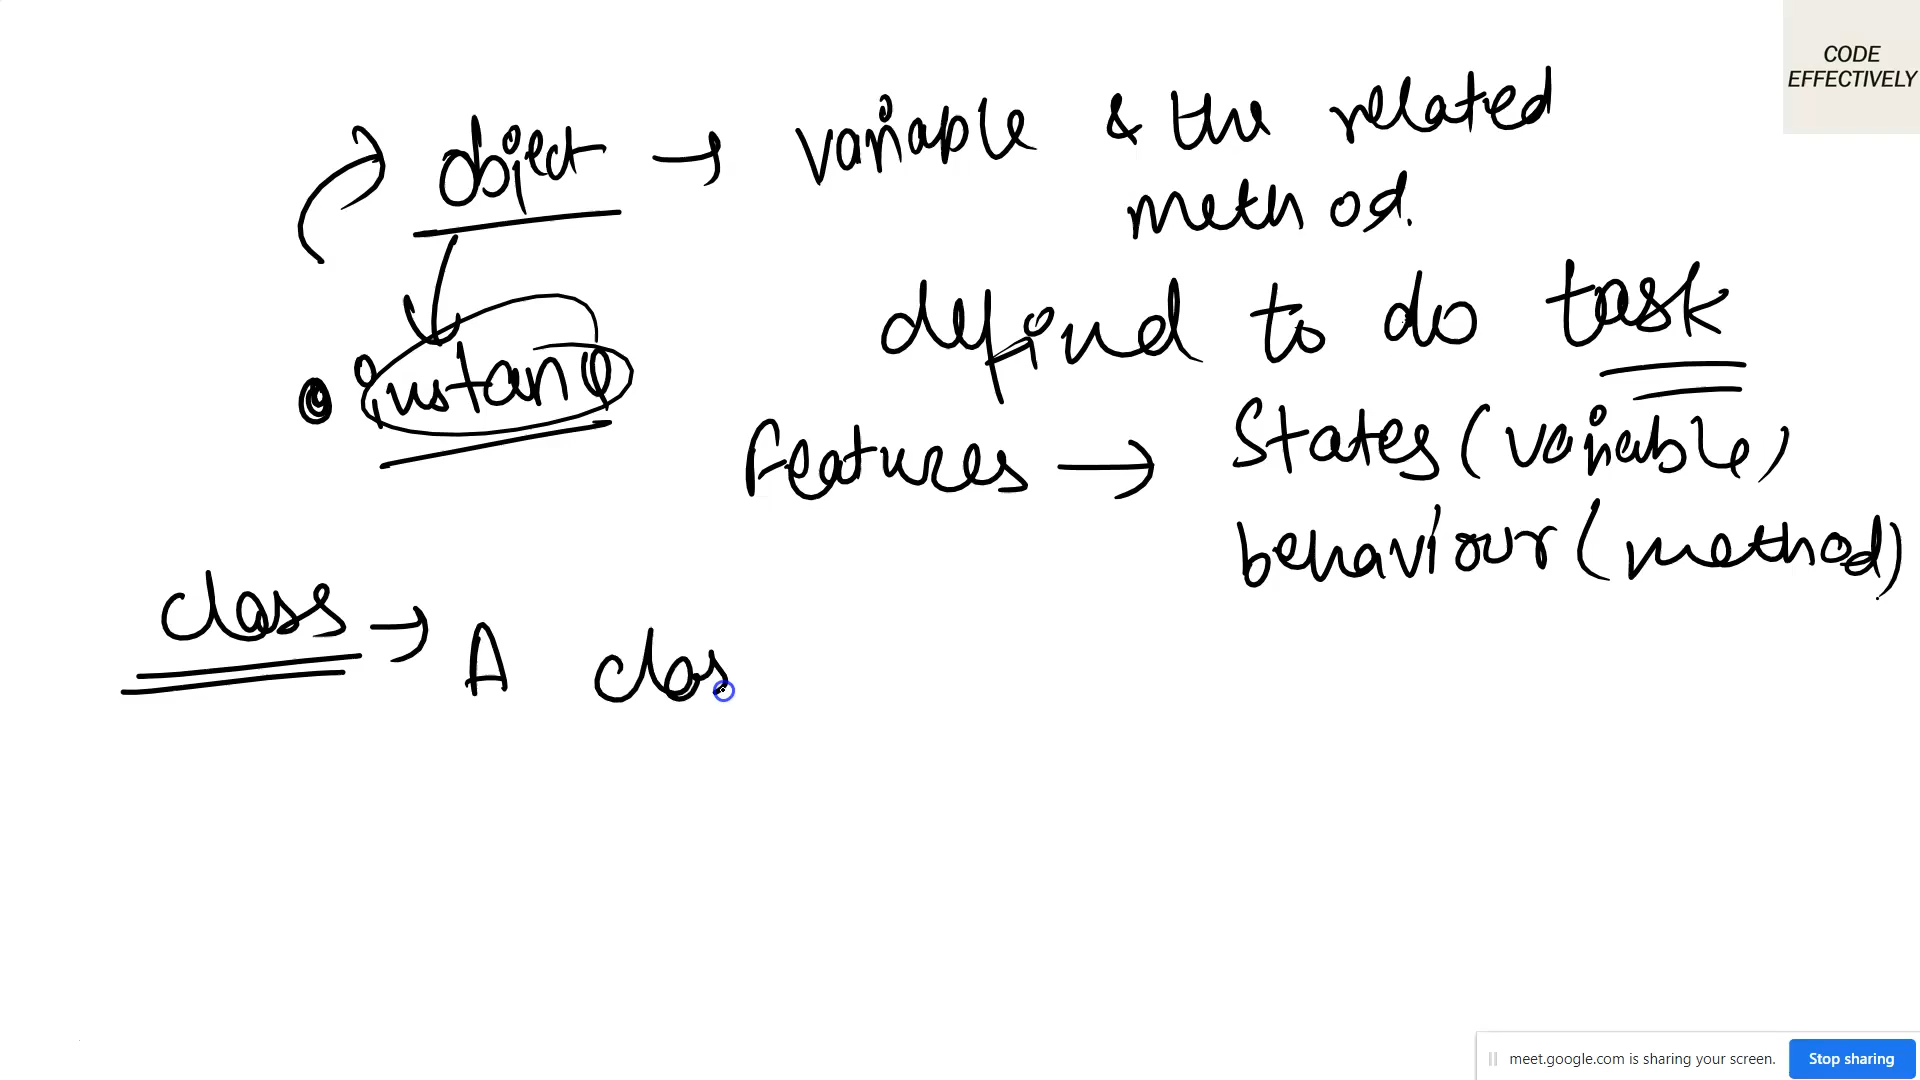 CODE
EFFECTIVELY
object → variable & the related
method.
defined to do task
instance
features → States (variable)
behaviour (method)
class → A clas
meet.google.com is sharing your screen.
Stop sharing